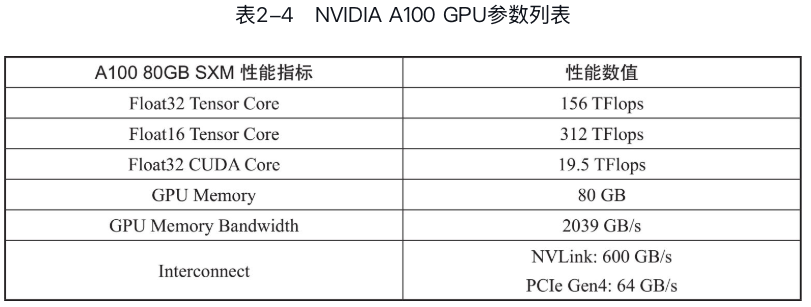 表2-4 NVIDIA A100 GPU参数列表
A100 80GB SXM 性能指标 性能数值
Float32 Tensor Core 156 TFlops
Float16 Tensor Core 312 TFlops
Float32 CUDA Core 19.5 TFlops
GPU Memory 80 GB
GPU Memory Bandwidth 2039 GB/s
Interconnect NVLink: 600 GB/s
PCIe Gen4: 64 GB/s